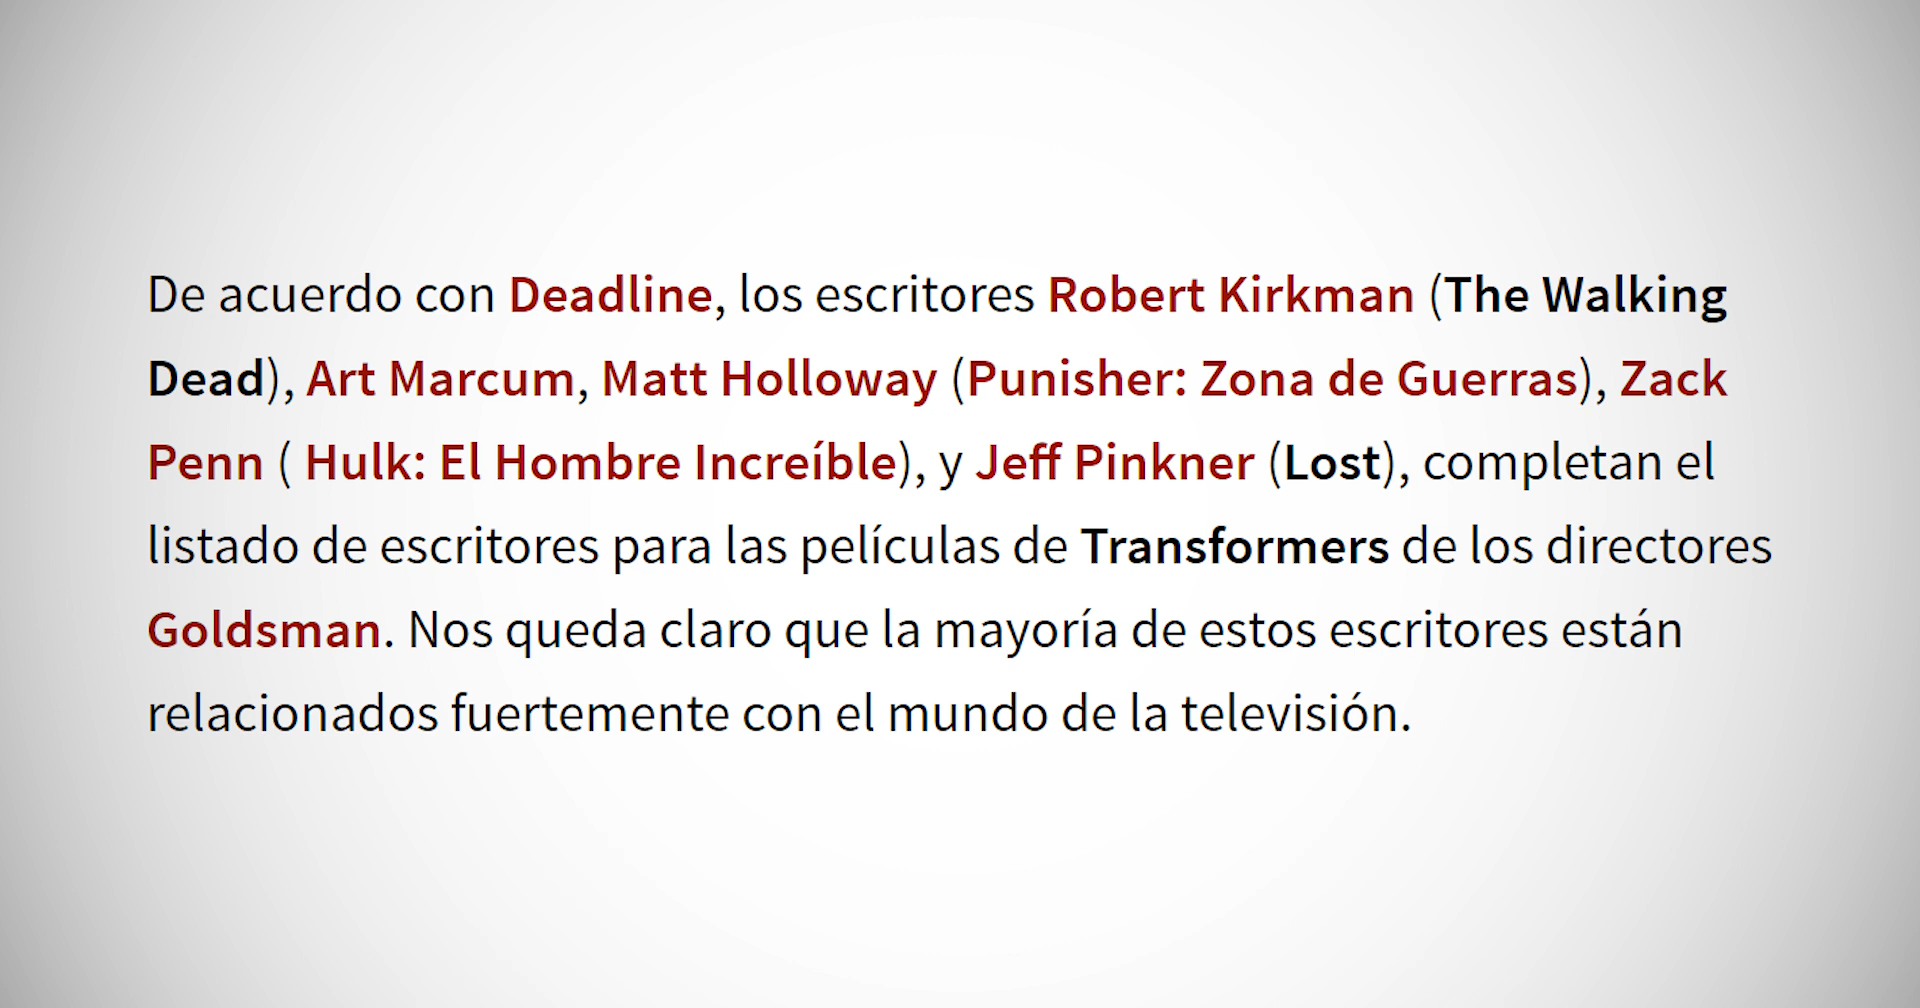 De acuerdo con Deadline, los escritores Robert Kirkman (The Walking
Dead), Art Marcum, Matt Holloway (Punisher: Zona de Guerras), Zack
Penn ( Hulk: El Hombre Increíble), y Jeff Pinkner (Lost), completan el
listado de escritores para las películas de Transformers de los directores
Goldsman. Nos queda claro que la mayoría de estos escritores están
relacionados fuertemente con el mundo de la televisión.